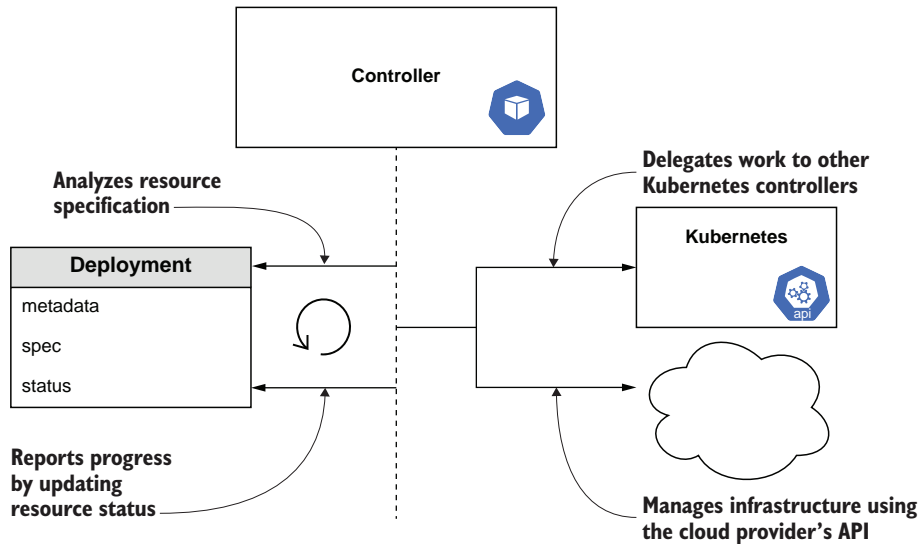 Controller
Delegates work to other
Kubernetes controllers
Analyzes resource
specification
Kubernetes
api
Deployment
metadata
spec
status
Reports progress
by updating
resource status
Manages infrastructure using
the cloud provider's API